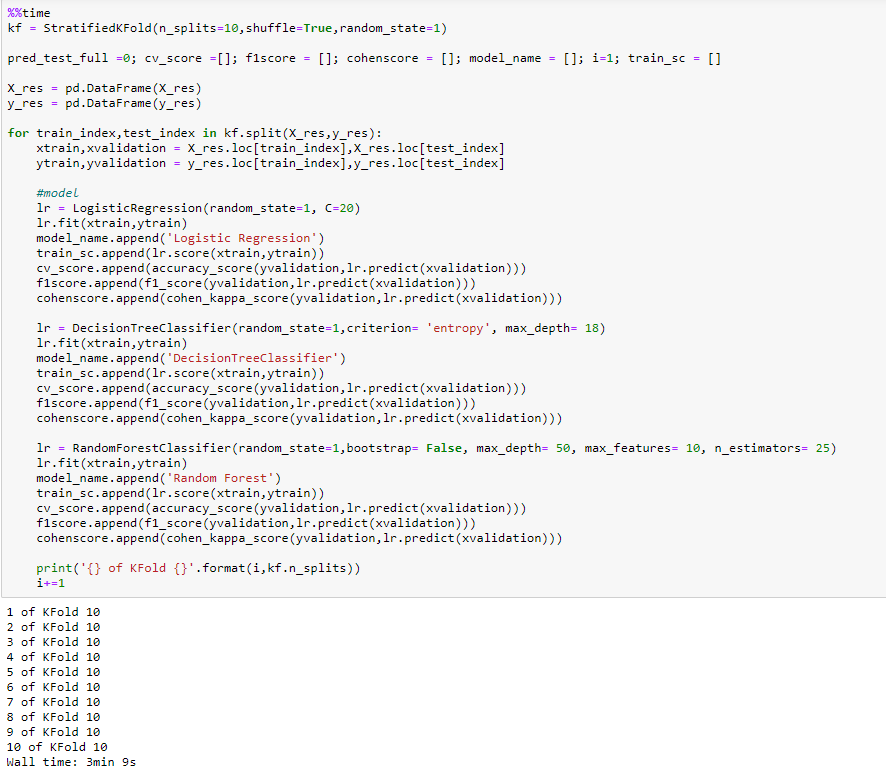 %%time
kf = StratifiedKFold(n_splits=10,shuffle=True,random_state=1)
pred_test_full =0; cv_score =[]; f1score = []; cohenscore = []; model_name = []; i=1; train_sc = []
X_res = pd.DataFrame(X_res)
y_res = pd.DataFrame(y_res)
for train_index,test_index in kf.split(X_res,y_res):
    xtrain,xvalidation = X_res.loc[train_index],X_res.loc[test_index]
    ytrain,yvalidation = y_res.loc[train_index],y_res.loc[test_index]
    #model
    lr = LogisticRegression(random_state=1, C=20)
    lr.fit(xtrain,ytrain)
    model_name.append('Logistic Regression')
    train_sc.append(lr.score(xtrain,ytrain))
    cv_score.append(accuracy_score(yvalidation,lr.predict(xvalidation)))
    f1score.append(f1_score(yvalidation,lr.predict(xvalidation)))
    cohenscore.append(cohen_kappa_score(yvalidation,lr.predict(xvalidation)))
    lr = DecisionTreeClassifier(random_state=1,criterion= 'entropy', max_depth= 18)
    lr.fit(xtrain,ytrain)
    model_name.append('DecisionTreeClassifier')
    train_sc.append(lr.score(xtrain,ytrain))
    cv_score.append(accuracy_score(yvalidation,lr.predict(xvalidation)))
    f1score.append(f1_score(yvalidation,lr.predict(xvalidation)))
    cohenscore.append(cohen_kappa_score(yvalidation,lr.predict(xvalidation)))
    lr = RandomForestClassifier(random_state=1,bootstrap= False, max_depth= 50, max_features= 10, n_estimators= 25)
    lr.fit(xtrain,ytrain)
    model_name.append('Random Forest')
    train_sc.append(lr.score(xtrain,ytrain))
    cv_score.append(accuracy_score(yvalidation,lr.predict(xvalidation)))
    f1score.append(f1_score(yvalidation,lr.predict(xvalidation)))
    cohenscore.append(cohen_kappa_score(yvalidation,lr.predict(xvalidation)))
    print('{} of KFold {}'.format(i,kf.n_splits))
    i+=1
1 of KFold 10
2 of KFold 10
3 of KFold 10
4 of KFold 10
5 of KFold 10
6 of KFold 10
7 of KFold 10
8 of KFold 10
9 of KFold 10
10 of KFold 10
Wall time: 3min 9s